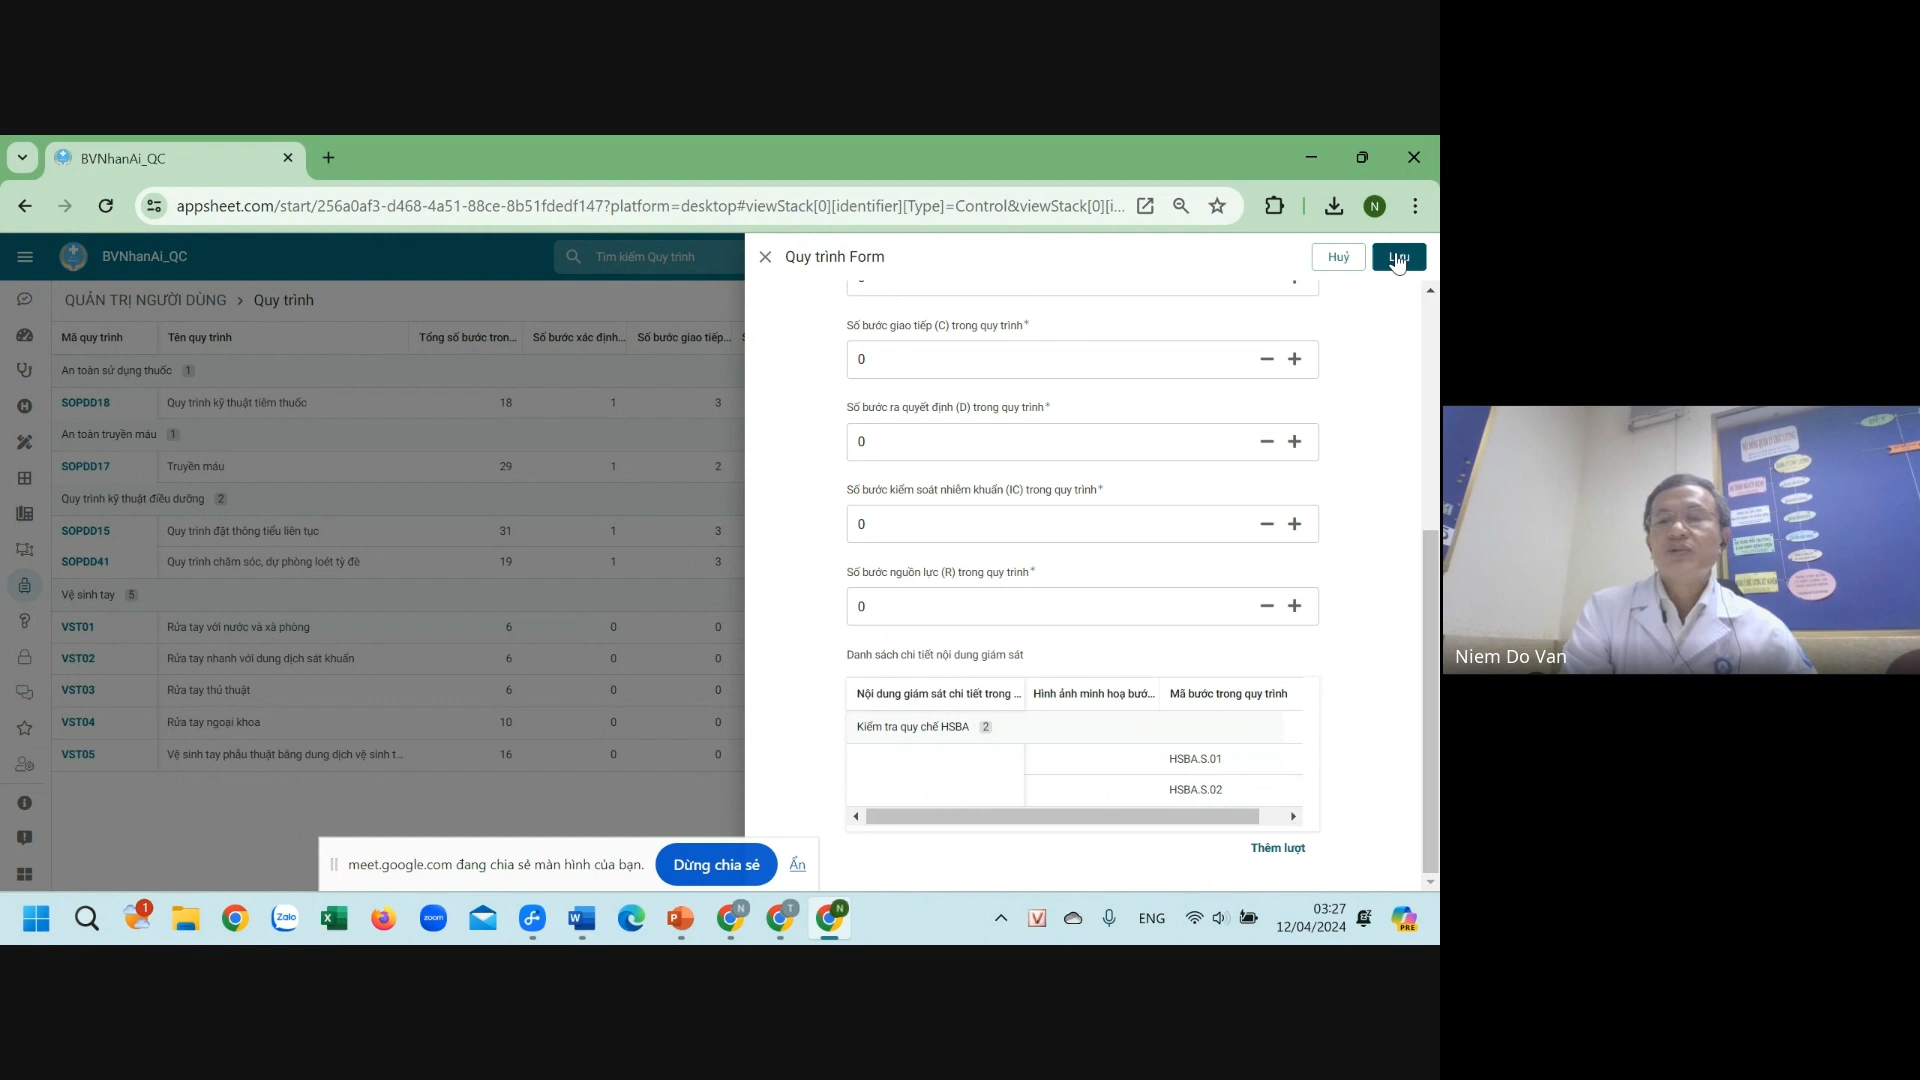 BVNhanAi_QC
appsheet.com/start/256a0af3-d468-4a51-88ce-8b51fdedf147?platform=desktop#viewStack[0][identifier][Type]=Control&viewStack[0][i...
N
BVNhanAi_QC
Tìm kiếm Quy trình
Quy trình Form
Huỷ
QUẢN TRỊ NGƯỜI DÙNG > Quy trình
Mã quy trình Tên quy trình Tổng số bước tron... Số bước xác định... Số bước giao tiếp...
An toàn sử dụng thuốc 1
SOPDD18 Quy trình kỹ thuật tiêm thuốc 18 1 3
An toàn truyền máu 1
SOPDD17 Truyền máu 29 1 2
Quy trình kỹ thuật điều dưỡng 2
SOPDD15 Quy trình đặt thông tiểu liên tục 31 1 3
SOPDD41 Quy trình chăm sóc, dự phòng loét tỳ đè 19 1 3
Vệ sinh tay 5
VST01 Rửa tay với nước và xà phòng 6 0 0
VST02 Rửa tay nhanh với dung dịch sát khuẩn 6 0 0
VST03 Rửa tay thủ thuật 6 0 0
VST04 Rửa tay ngoại khoa 10 0 0
VST05 Vệ sinh tay phẫu thuật bằng dung dịch vệ sinh t... 16 0 0
Số bước giao tiếp (C) trong quy trình*
0
Số bước ra quyết định (D) trong quy trình*
0
Số bước kiểm soát nhiễm khuẩn (IC) trong quy trình*
0
Số bước nguồn lực (R) trong quy trình*
0
Danh sách chi tiết nội dung giám sát
Nội dung giám sát chi tiết trong ... Hình ảnh minh hoạ bướ... Mã bước trong quy trình
Kiểm tra quy chế HSBA 2
HSBA.S.01
HSBA.S.02
Thêm lượt
meet.google.com đang chia sẻ màn hình của bạn. Dừng chia sẻ Ẩn
1
Zalo
zoom
N
T
N
ENG
03:27
12/04/2024
PRE
Niem Do Van